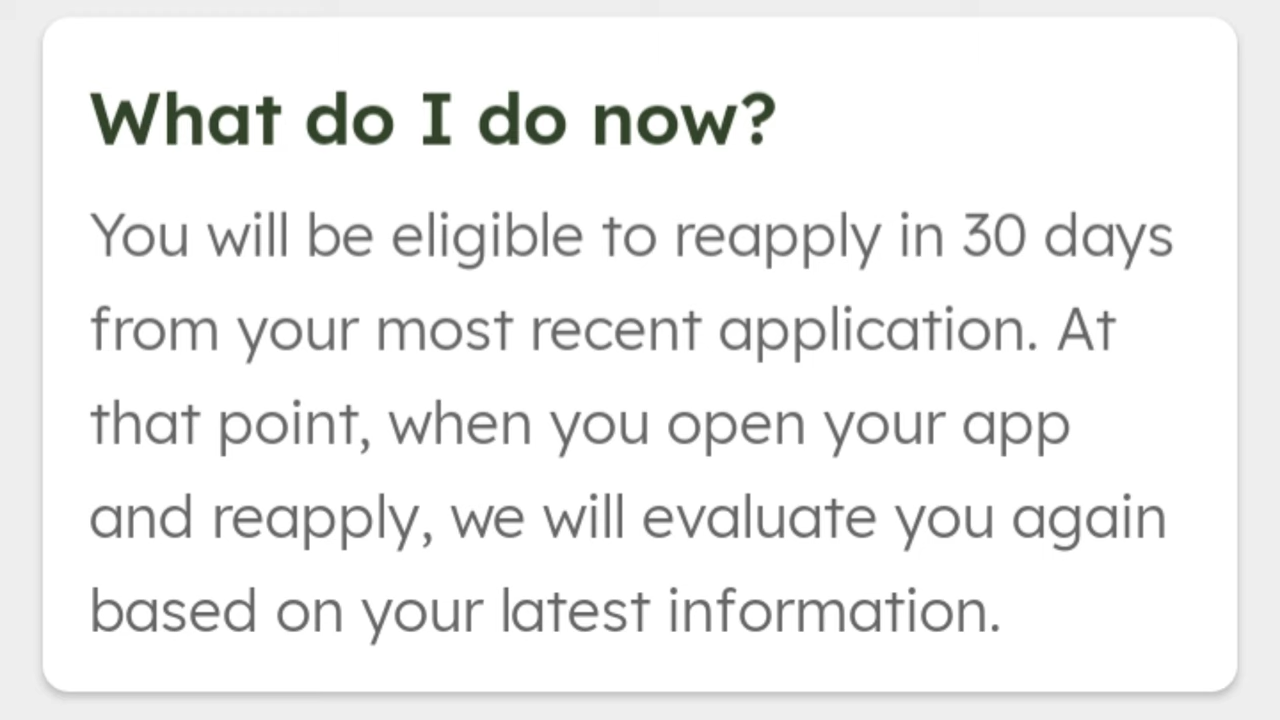 What do I do now?
You will be eligible to reapply in 30 days
from your most recent application. At
that point, when you open your app
and reapply, we will evaluate you again
based on your latest information.